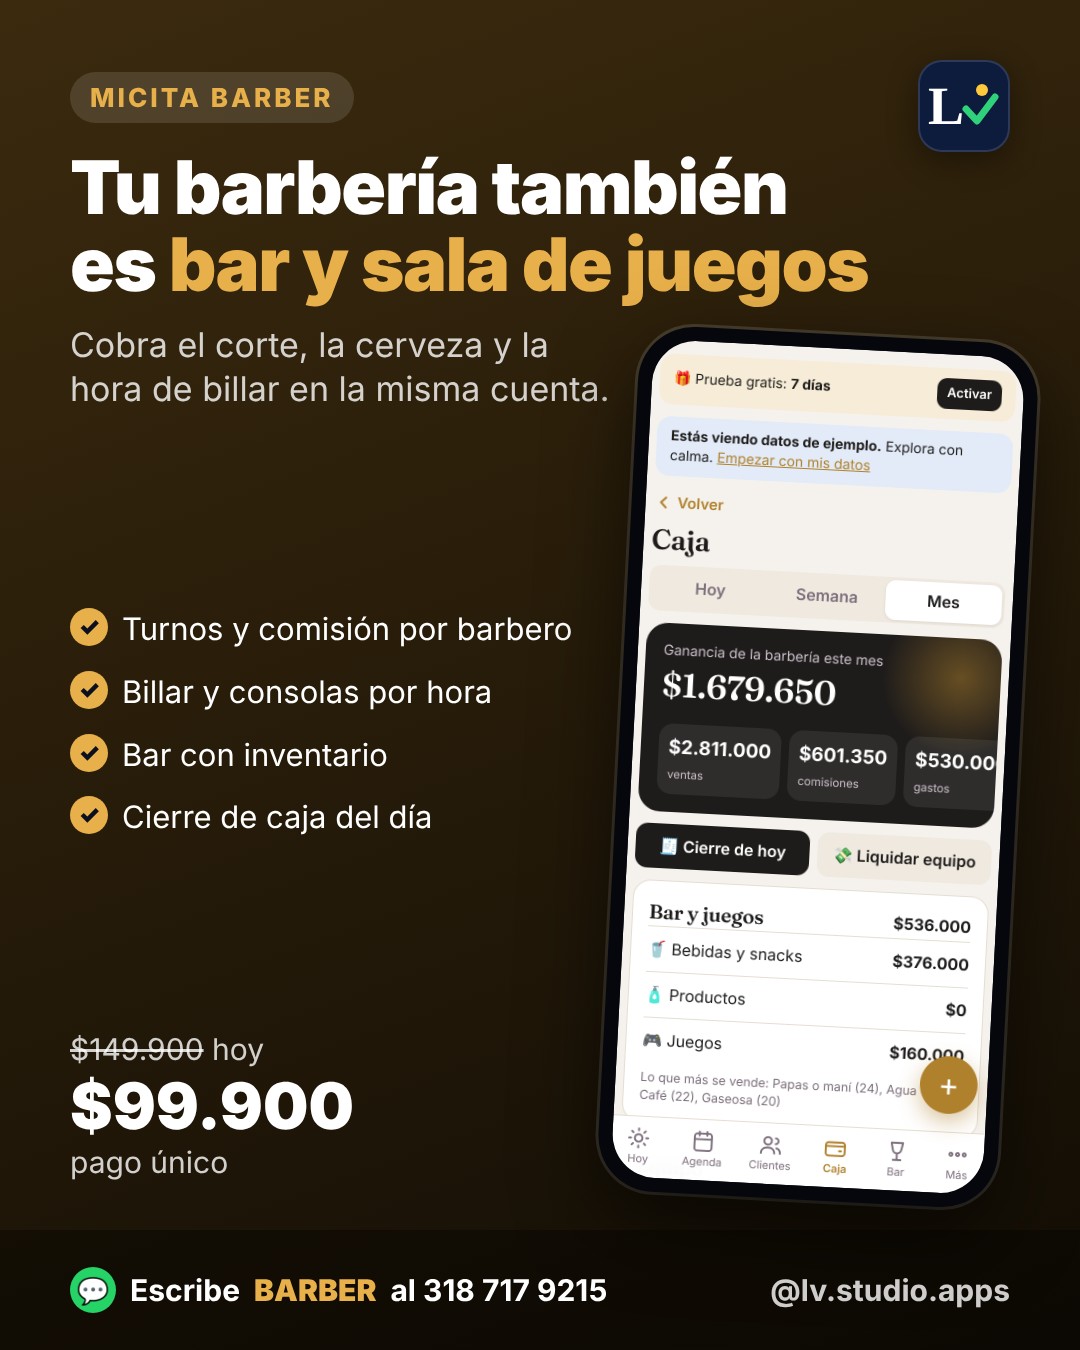 MICITA BARBER
L
Tu barbería también
es bar y sala de juegos
Cobra el corte, la cerveza y la
hora de billar en la misma cuenta.
Turnos y comisión por barbero
Billar y consolas por hora
Bar con inventario
Cierre de caja del día
$149.900 hoy
$99.900
pago único
Prueba gratis: 7 días
Activar
Estás viendo datos de ejemplo. Explora con
calma. Empezar con mis datos
Volver
Caja
Hoy Semana Mes
Ganancia de la barbería este mes
$1.679.650
$2.811.000 $601.350 $530.00
ventas comisiones gastos
Cierre de hoy Liquidar equipo
Bar y juegos $536.000
Bebidas y snacks $376.000
Productos $0
Juegos $160.000
Lo que más se vende: Papas o maní (24), Agua
Café (22), Gaseosa (20)
+
Hoy Agenda Clientes Caja Bar Más
Escribe BARBER al 318 717 9215
@lv.studio.apps